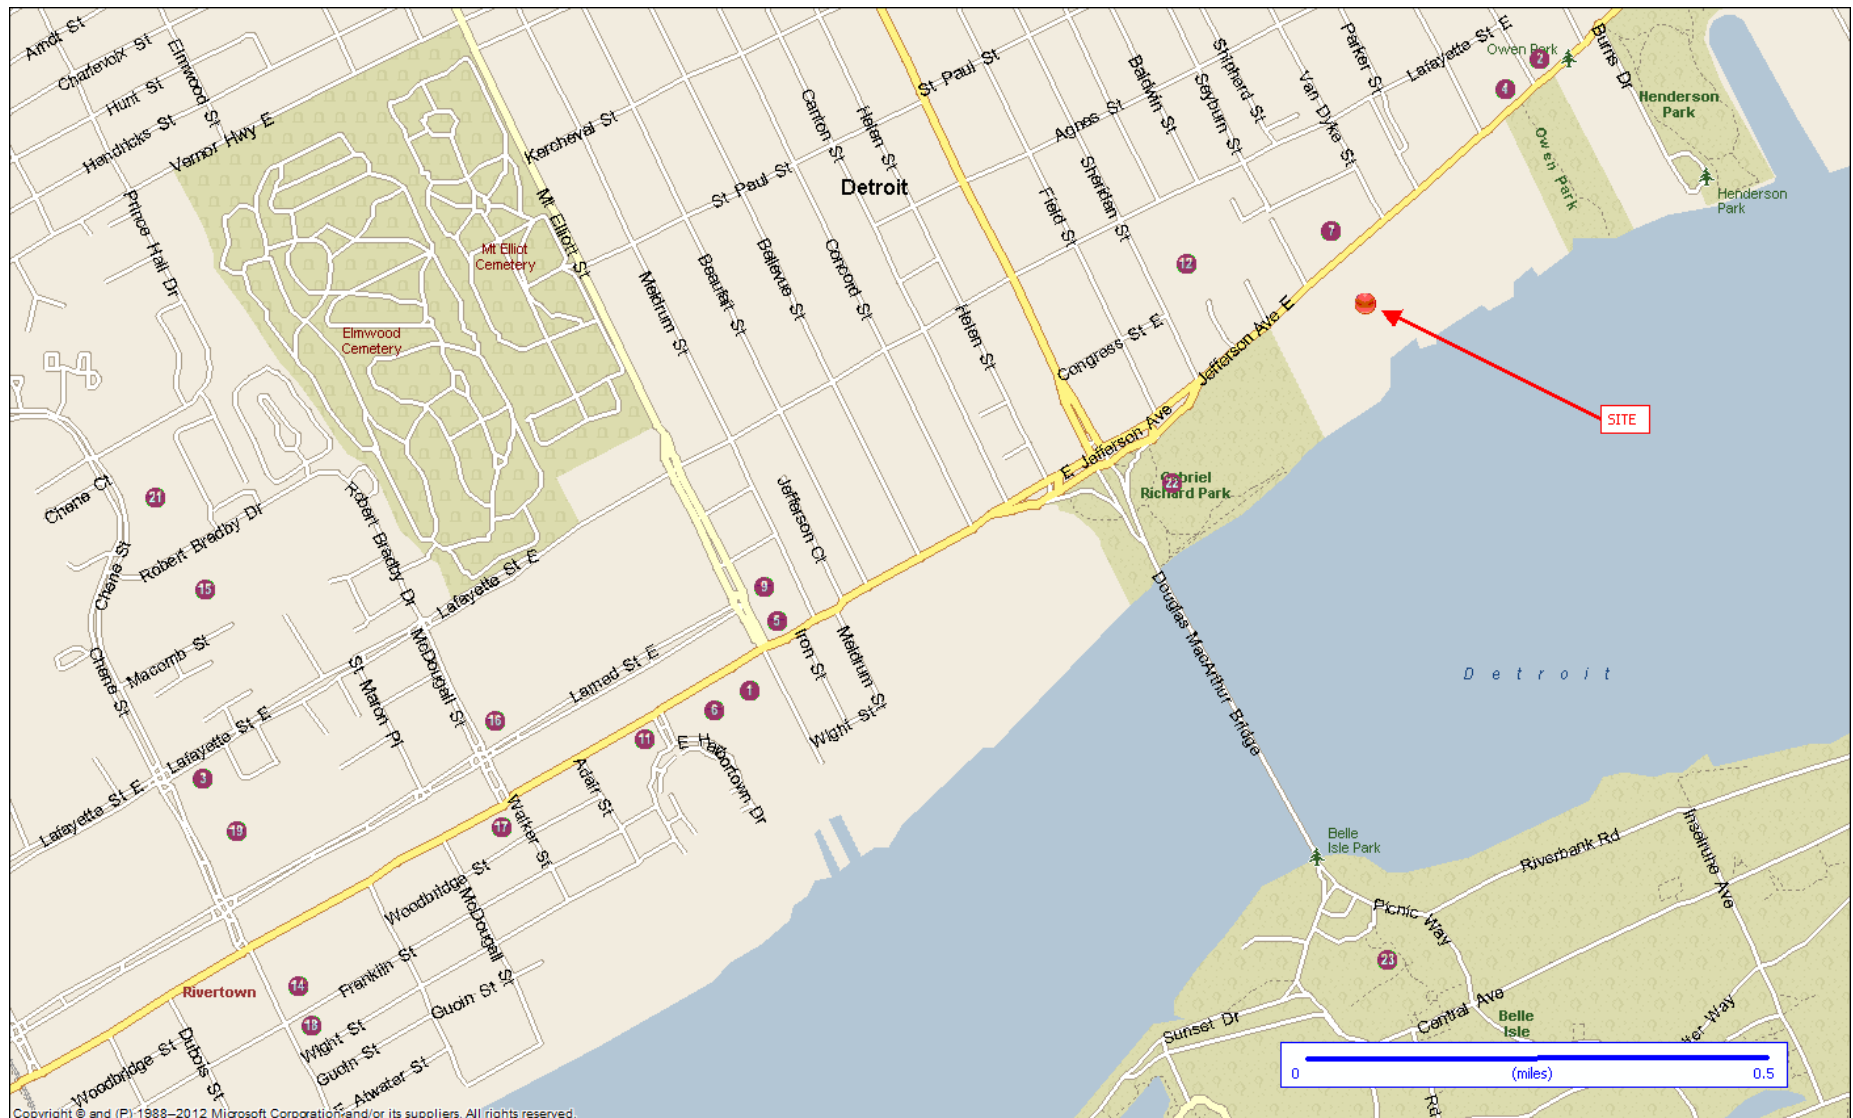 Arndt St
Charlevoix St
Elmwood St
Hunt St
Hendricks St
Vernor Hwy E
Prince Hall Dr
Mt Elliot
Cemetery
Elmwood
Cemetery
Kercheval St
Mt Elliott St
St Paul St
St Paul St
Canton St
Helen St
Detroit
Meldrum St
Beaufait St
Bellevue St
Concord St
Helen St
Field St
Sheridan St
Agnes St
Baldwin St
Seyburn St
Shipherd St
Van Dyke St
Parker St
Lafayette St E
Owen Park
2
4
Burns Dr
Henderson
Park
Owen Park
Henderson
Park
7
12
Congress St E
Jefferson Ave E
E Jefferson Ave
SITE
Gabriel
Richard Park
22
Chene Ct
21
Robert Bradby Dr
Robert Bradby Dr
Chene St
15
Lafayette St E
Jefferson Ct
9
5
Iron St
Meldrum St
Douglas MacArthur Bridge
Detroit
Macomb St
Chene St
St Maron Pl
McDougall St
Larned St E
1
6
16
11
Wight St
Lafayette St E
3
Lafayette St E
19
E Harbortown Dr
Adair St
17
Walker St
Woodbridge St
McDougall St
Belle
Isle Park
Riverbank Rd
Inselruhe Ave
Picnic Way
23
Rivertown
14
Franklin St
18
Wight St
Guoin St
Guoin St
Woodbridge St
Dubois St
E Atwater St
Sunset Dr
Central Ave
Belle
Isle
lter Way
Rd
0
(miles)
0.5
Copyright © and (P) 1988–2012 Microsoft Corporation and/or its suppliers. All rights reserved.